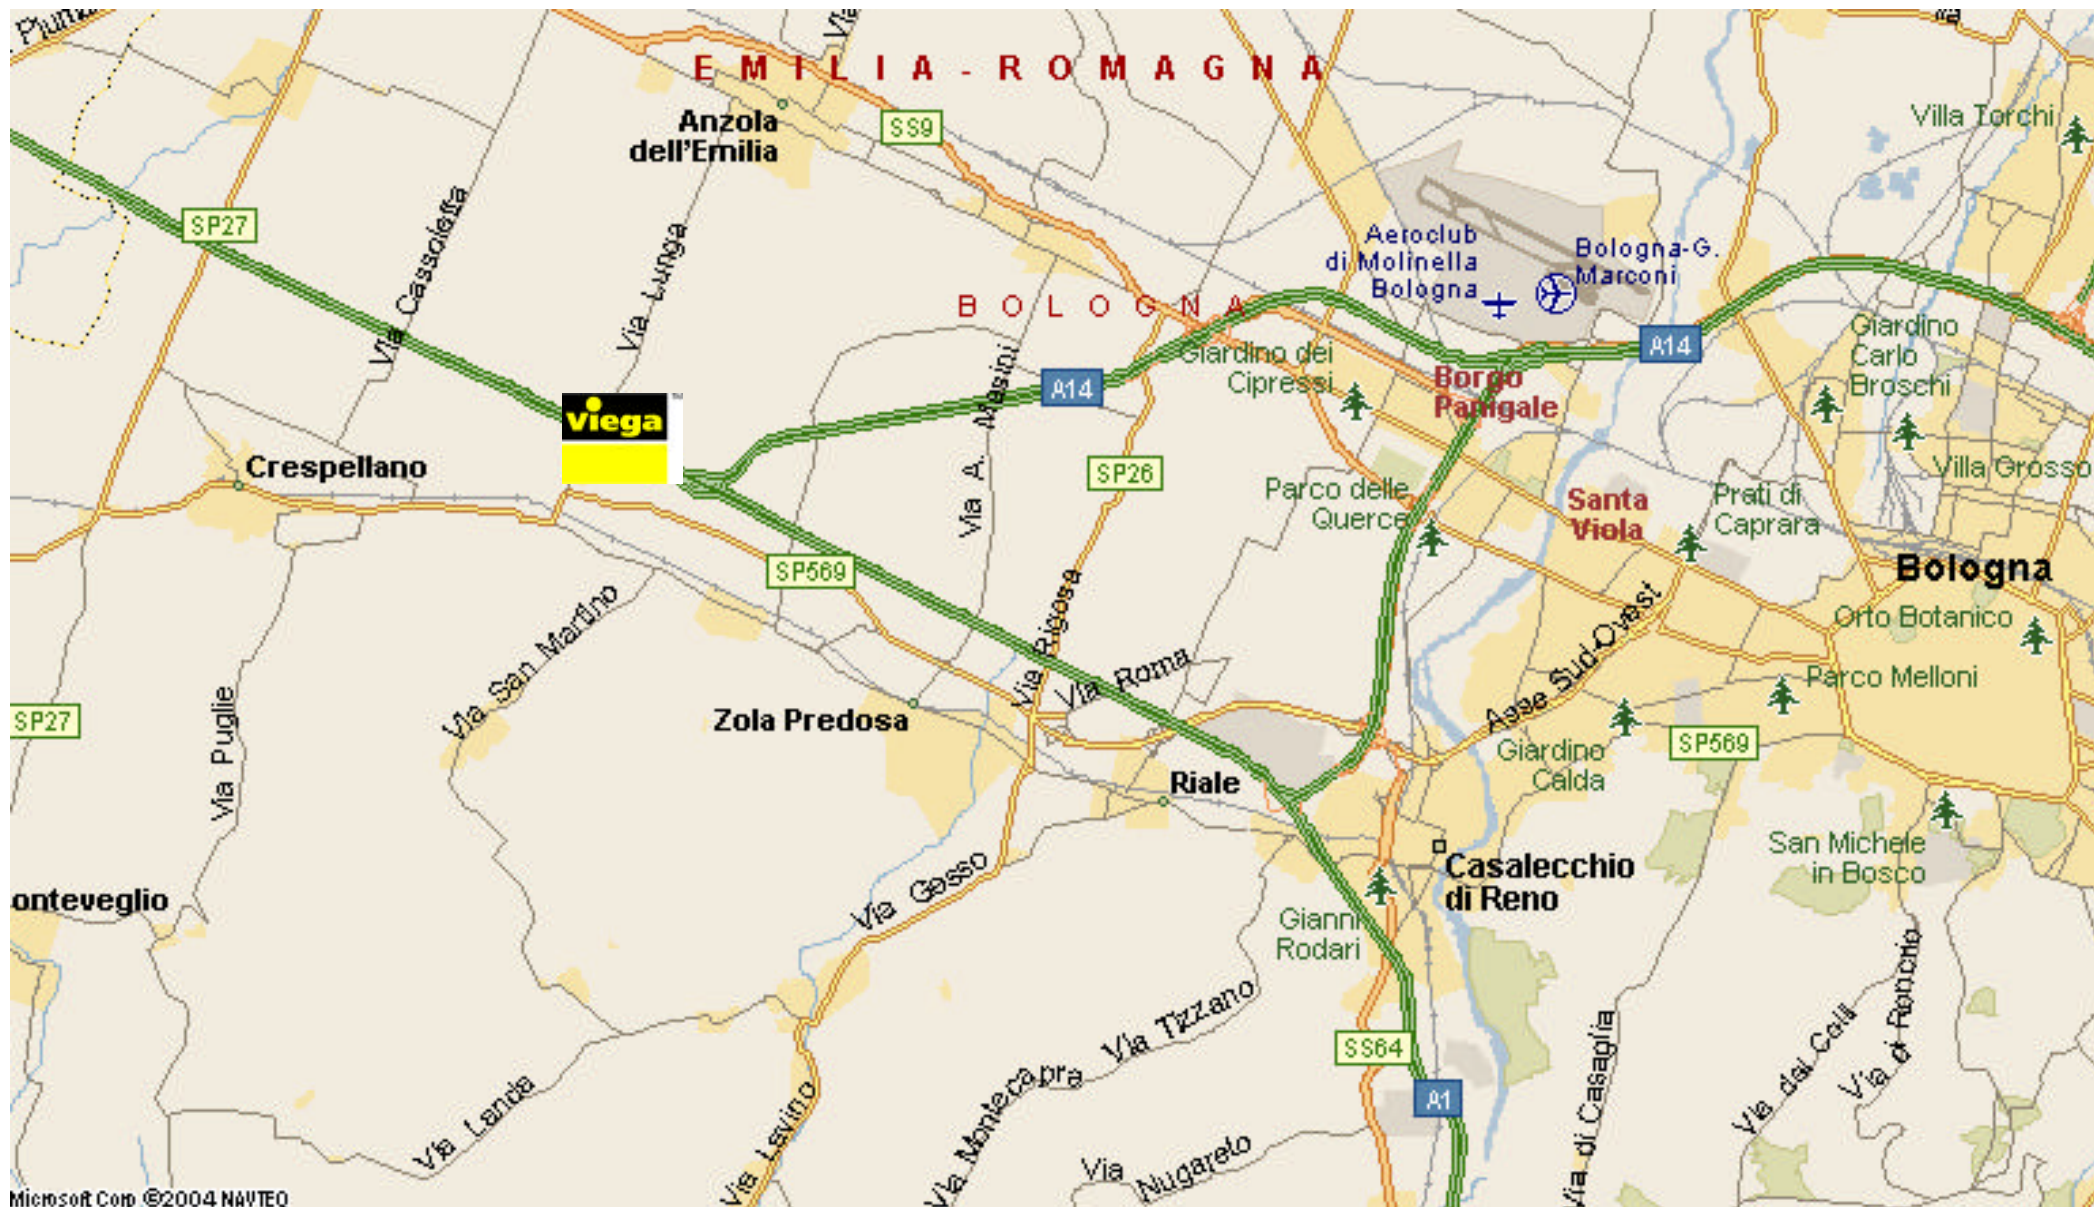 EMILIA-ROMAGNA
Villa Torchi
Anzola
dell'Emilia
SS9
SP27
Via Cassoleffa
Via Lunga
Aeroclub
di Molinella
Bologna
Bologna-G.
Marconi
BOLOGNA
A14
Giardino
Carlo
Broschi
Giardino dei
Cipressi
Borgo
Panigale
A14
viega
Via A. Masini
Crespellano
SP26
Villa Grosso
Parco delle
Querce
Santa
Viola
Prati di
Caprara
SP569
Bologna
Via San Martino
Via Rigosa
Orto Botanico
Via Roma
Asse Sud-Ovest
Parco Melloni
SP27
Via Puglie
Zola Predosa
SP569
Giardino
Calda
Riale
San Michele
in Bosco
Casalecchio
di Reno
onteveglio
Via Gesso
Gianni
Rodari
Via Tizzano
Via di Roncrio
SS64
Via Montecapra
Via di Casaglia
Via dei Colli
A1
Via Landa
Via Lavino
Via Nugareto
Microsoft Corp ©2004 NAVTEQ